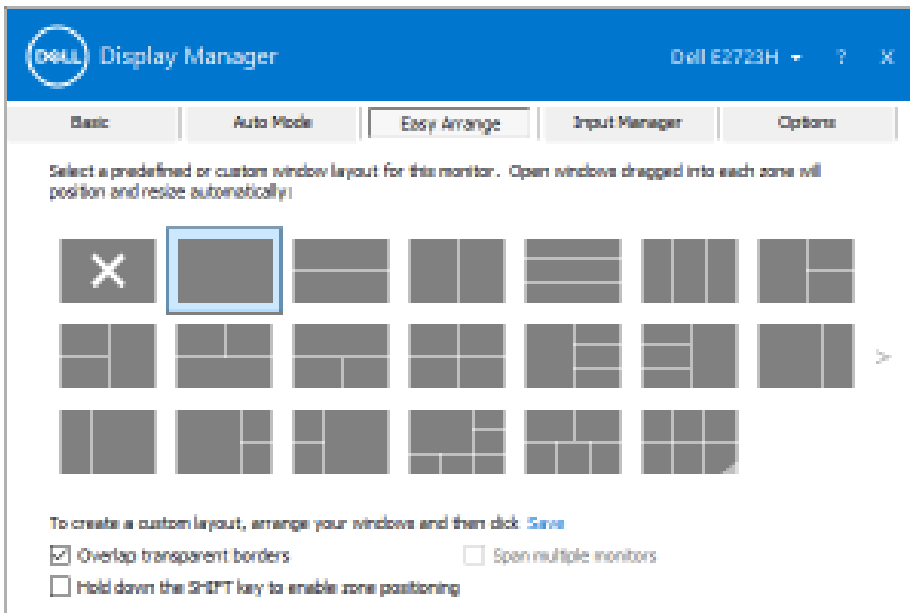 DELL Display Manager Dell E2723H ? X
Basic Auto Mode Easy Arrange Input Manager Options
Select a predefined or custom window layout for this monitor. Open windows dragged into each zone will
position and resize automatically:
>
To create a custom layout, arrange your windows and then click Save
Overlap transparent borders Span multiple monitors
Hold down the SHIFT key to enable zone positioning